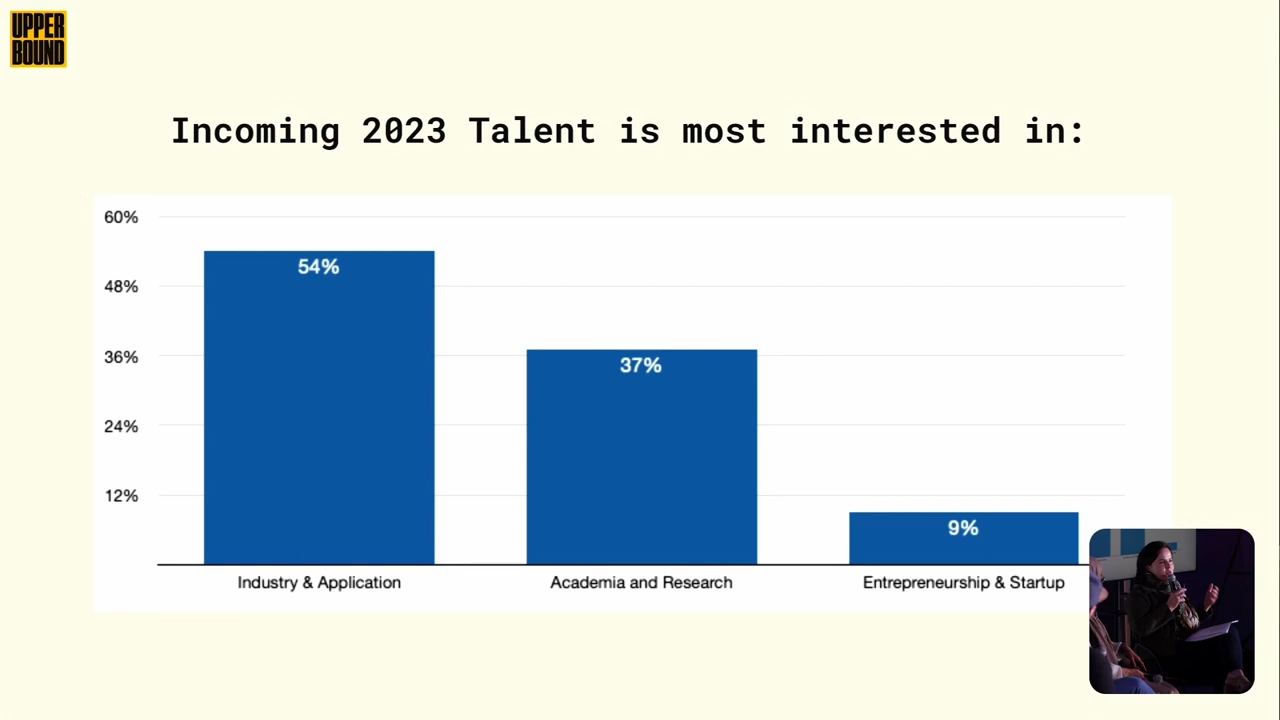 UPPER
BOUND
Incoming 2023 Talent is most interested in:
60%
48%
36%
24%
12%
54%
37%
9%
Industry & Application
Academia and Research
Entrepreneurship & Startup